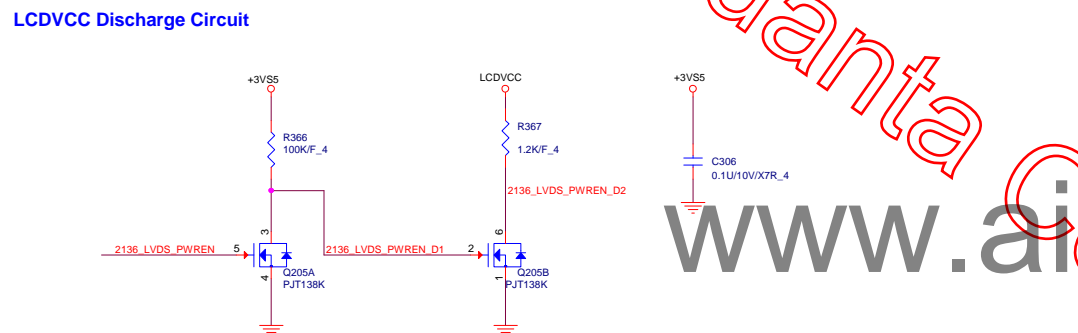 LCDVCC Discharge Circuit
+3VS5
LCDVCC
+3VS5
R366
100K/F_4
R367
1.2K/F_4
C306
0.1U/10V/X7R_4
2136_LVDS_PWREN_D2
3
6
2136_LVDS_PWREN
5
2136_LVDS_PWREN_D1
2
Q205A
PJT138K
4
Q205B
PJT138K
1
www.ai